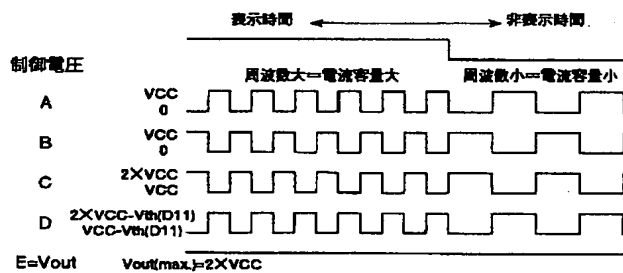 表示時間 非表示時間
制御電圧
周波数大=電流容量大 周波数小=電流容量小
A VCC
0
B VCC
0
C 2×VCC
VCC
D 2×VCC-Vth(D11)
VCC-Vth(D11)
E=Vout Vout(max.)=2×VCC